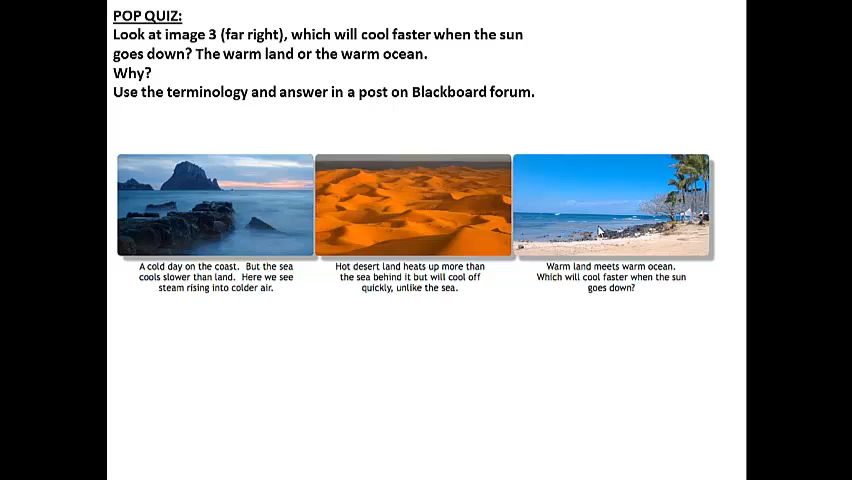 POP QUIZ:
Look at image 3 (far right), which will cool faster when the sun
goes down? The warm land or the warm ocean.
Why?
Use the terminology and answer in a post on Blackboard forum.
A cold day on the coast. But the sea
cools slower than land. Here we see
steam rising into colder air.
Hot desert land heats up more than
the sea behind it but will cool off
quickly, unlike the sea.
Warm land meets warm ocean.
Which will cool faster when the sun
goes down?